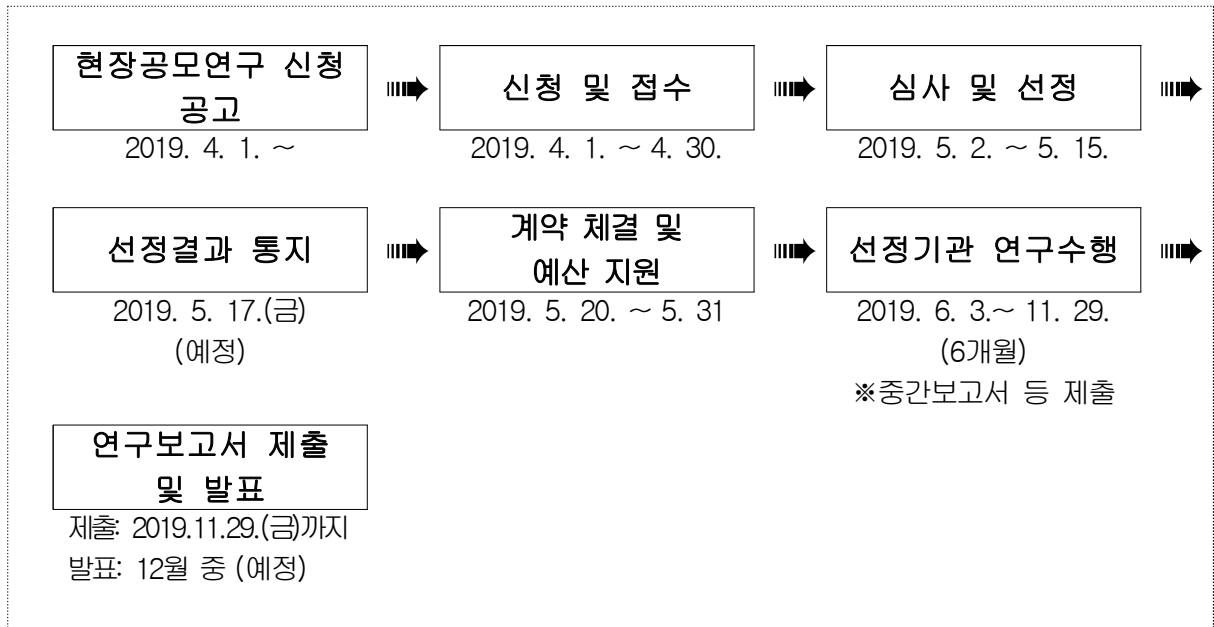 현장공모연구 신청
공고
2019. 4. 1. ~
신청 및 접수
2019. 4. 1. ~ 4. 30.
심사 및 선정
2019. 5. 2. ~ 5. 15.
선정결과 통지
2019. 5. 17.(금)
(예정)
계약 체결 및
예산 지원
2019. 5. 20. ~ 5. 31
선정기관 연구수행
2019. 6. 3.~ 11. 29.
(6개월)
※중간보고서 등 제출
연구보고서 제출
및 발표
제출: 2019.11.29.(금)까지
발표: 12월 중 (예정)